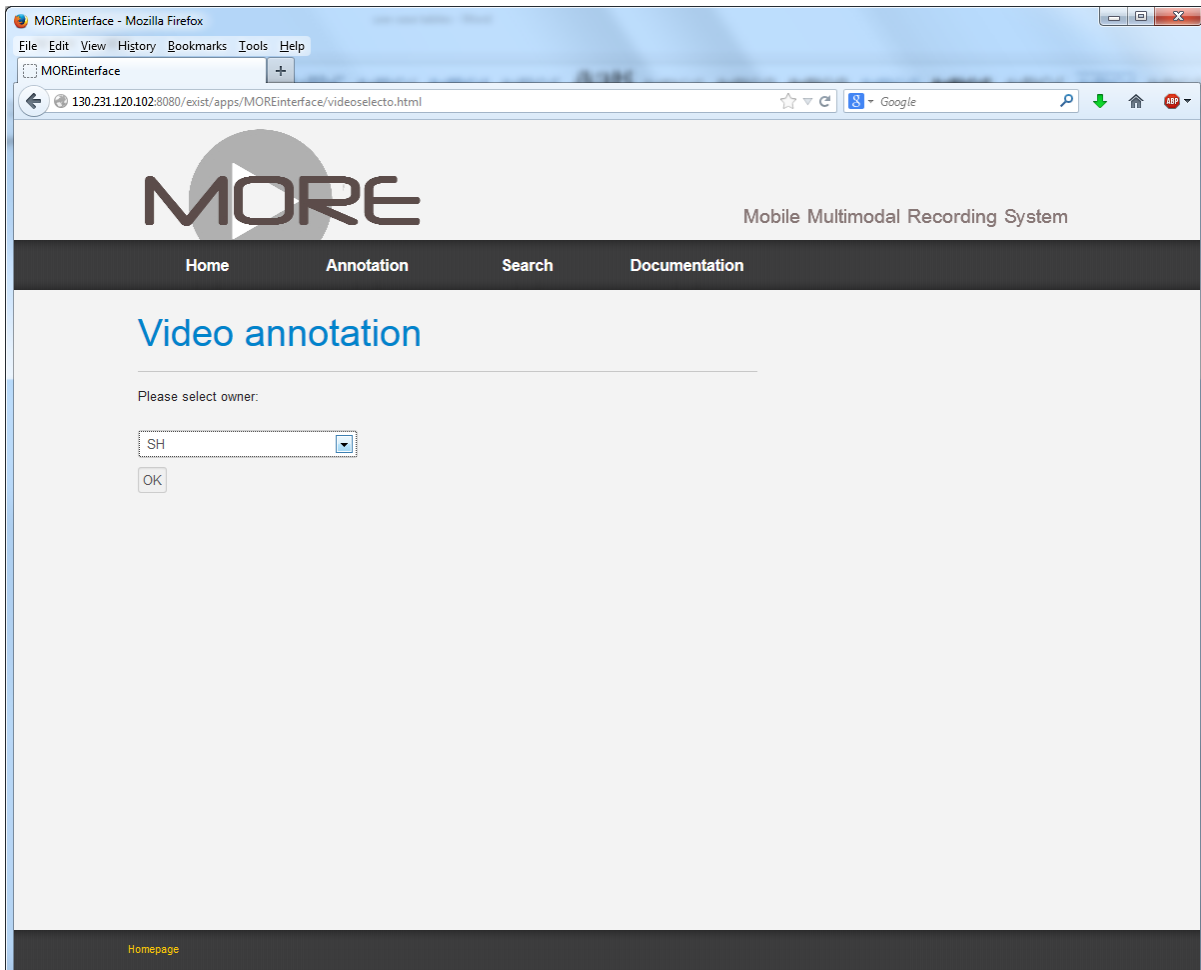 MOREinterface - Mozilla Firefox
File Edit View History Bookmarks Tools Help
MOREinterface +
130.231.120.102:8080/exist/apps/MOREinterface/videoselecto.html 8 Google ABP
MORE
Mobile Multimodal Recording System
Home Annotation Search Documentation
Video annotation
Please select owner:
SH
OK
Homepage